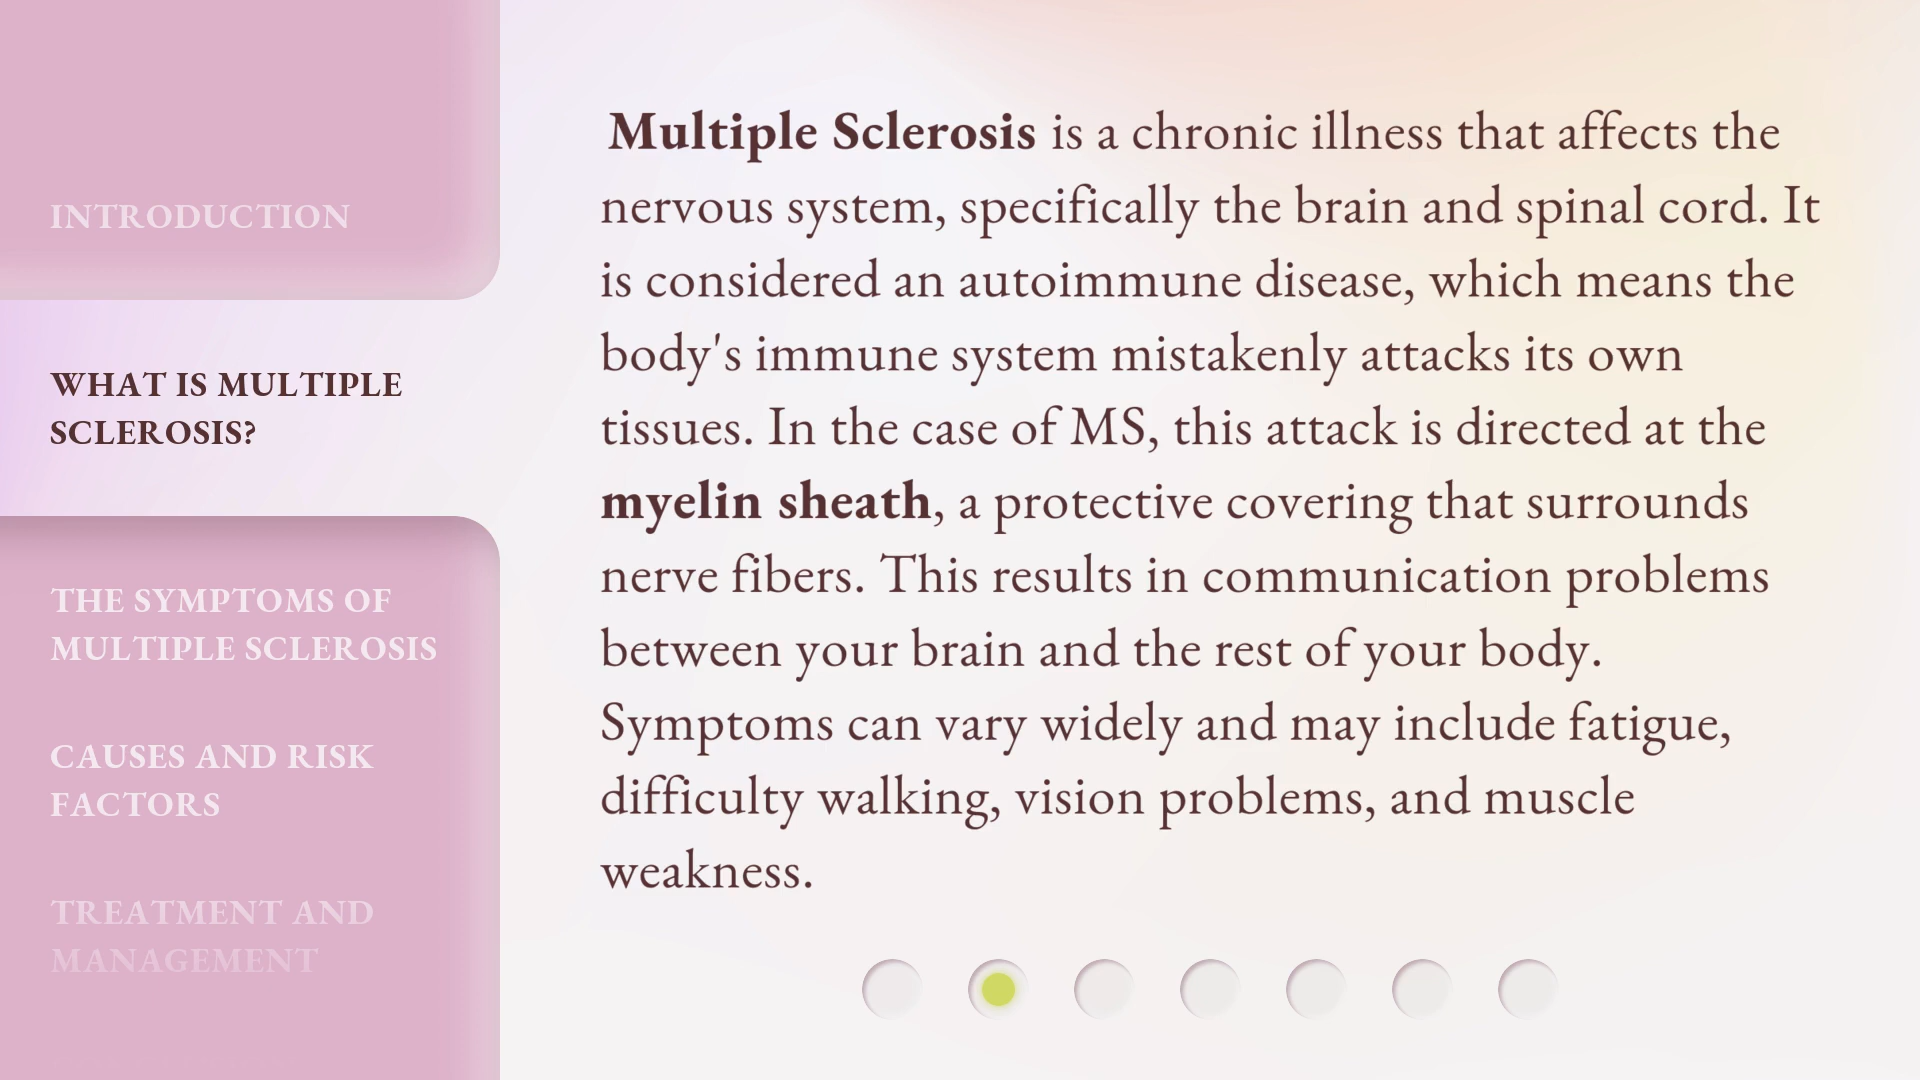 INTRODUCTION
WHAT IS MULTIPLE
SCLEROSIS?
THE SYMPTOMS OF
MULTIPLE SCLEROSIS
CAUSES AND RISK
FACTORS
TREATMENT AND
MANAGEMENT
Multiple Sclerosis is a chronic illness that affects the
nervous system, specifically the brain and spinal cord. It
is considered an autoimmune disease, which means the
body's immune system mistakenly attacks its own
tissues. In the case of MS, this attack is directed at the
myelin sheath, a protective covering that surrounds
nerve fibers. This results in communication problems
between your brain and the rest of your body.
Symptoms can vary widely and may include fatigue,
difficulty walking, vision problems, and muscle
weakness.